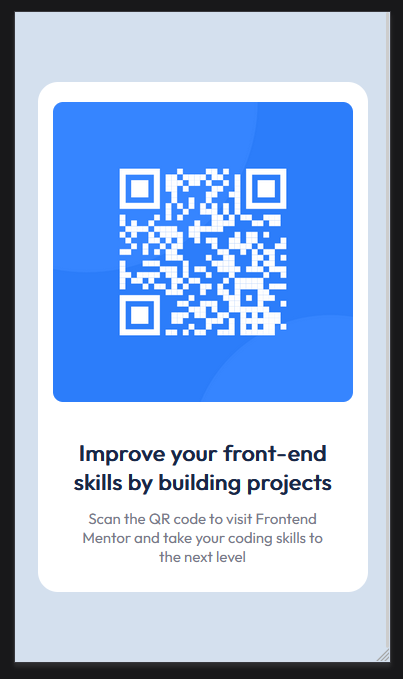 Improve your front-end
skills by building projects
Scan the QR code to visit Frontend
Mentor and take your coding skills to
the next level